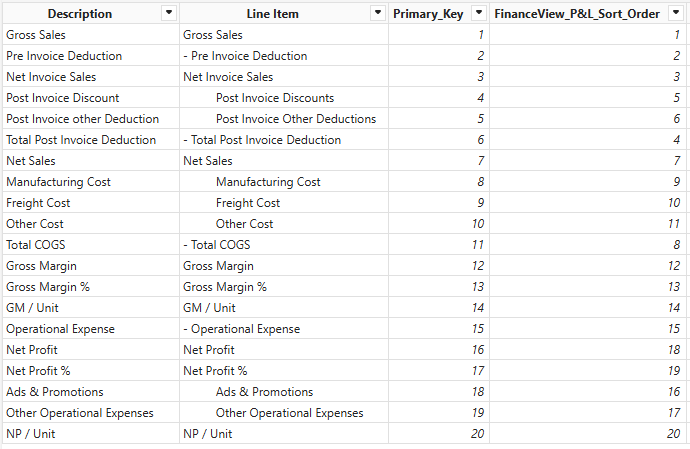 Description Line Item Primary_Key FinanceView_P&L_Sort_Order
Gross Sales Gross Sales 1 1
Pre Invoice Deduction - Pre Invoice Deduction 2 2
Net Invoice Sales Net Invoice Sales 3 3
Post Invoice Discount Post Invoice Discounts 4 5
Post Invoice other Deduction Post Invoice Other Deductions 5 6
Total Post Invoice Deduction - Total Post Invoice Deduction 6 4
Net Sales Net Sales 7 7
Manufacturing Cost Manufacturing Cost 8 9
Freight Cost Freight Cost 9 10
Other Cost Other Cost 10 11
Total COGS - Total COGS 11 8
Gross Margin Gross Margin 12 12
Gross Margin % Gross Margin % 13 13
GM / Unit GM / Unit 14 14
Operational Expense - Operational Expense 15 15
Net Profit Net Profit 16 18
Net Profit % Net Profit % 17 19
Ads & Promotions Ads & Promotions 18 16
Other Operational Expenses Other Operational Expenses 19 17
NP / Unit NP / Unit 20 20